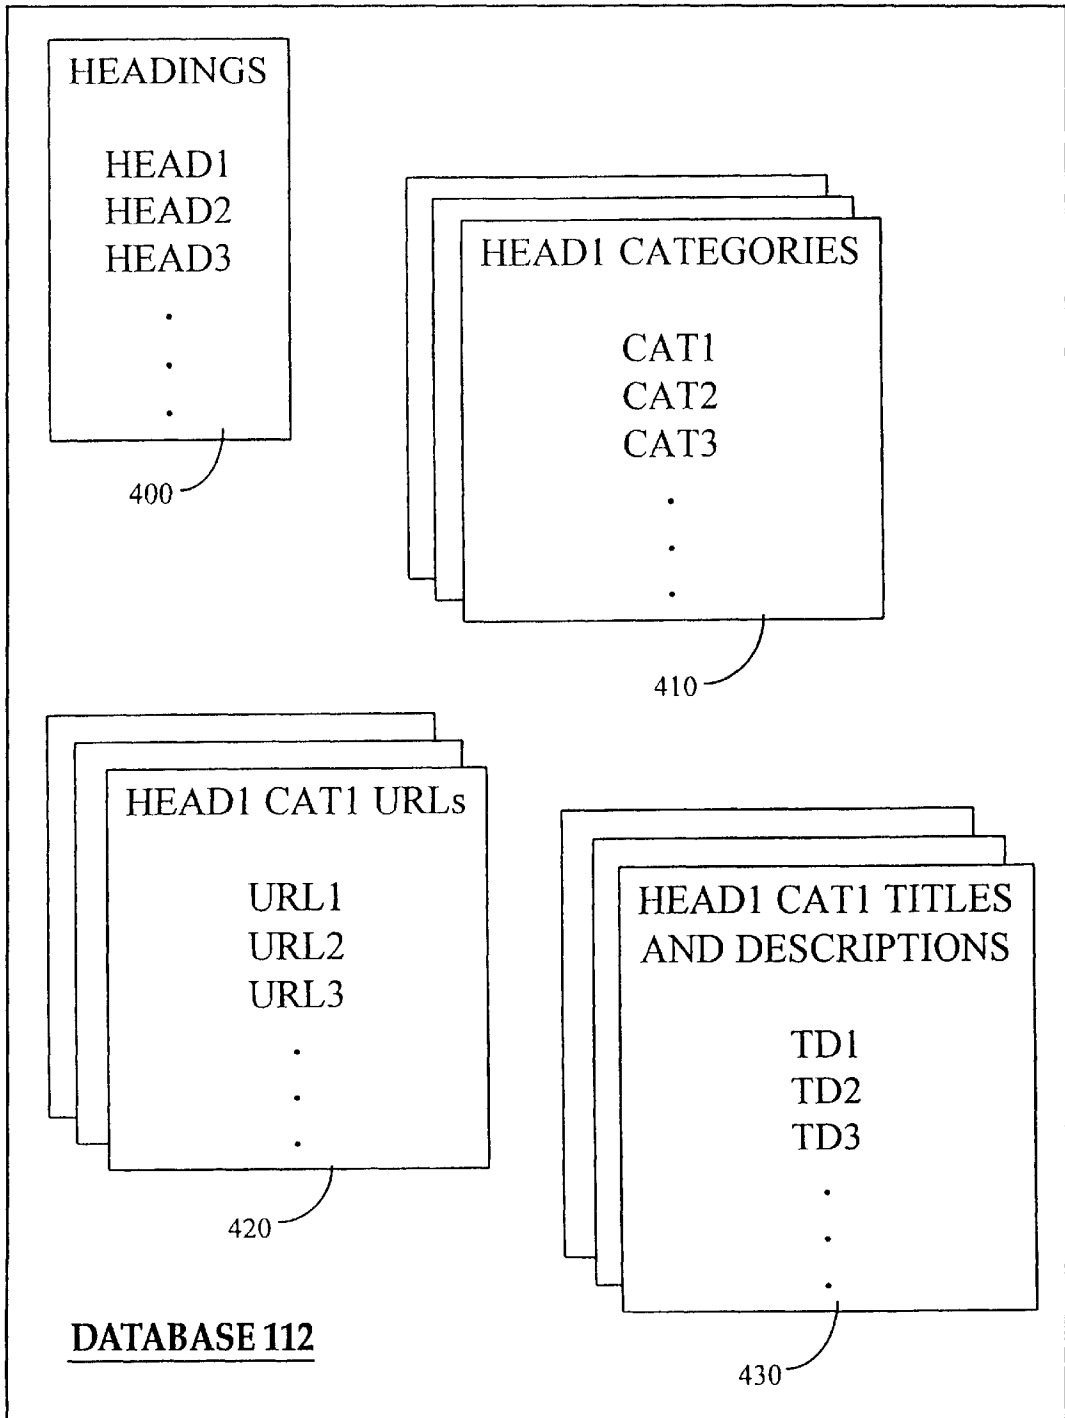 HEADINGS
HEAD1
HEAD2
HEAD3
.
.
.
400
HEAD1 CATEGORIES
CAT1
CAT2
CAT3
.
.
.
410
HEAD1 CAT1 URLs
URL1
URL2
URL3
.
.
.
420
HEAD1 CAT1 TITLES
AND DESCRIPTIONS
TD1
TD2
TD3
.
.
.
430
DATABASE 112